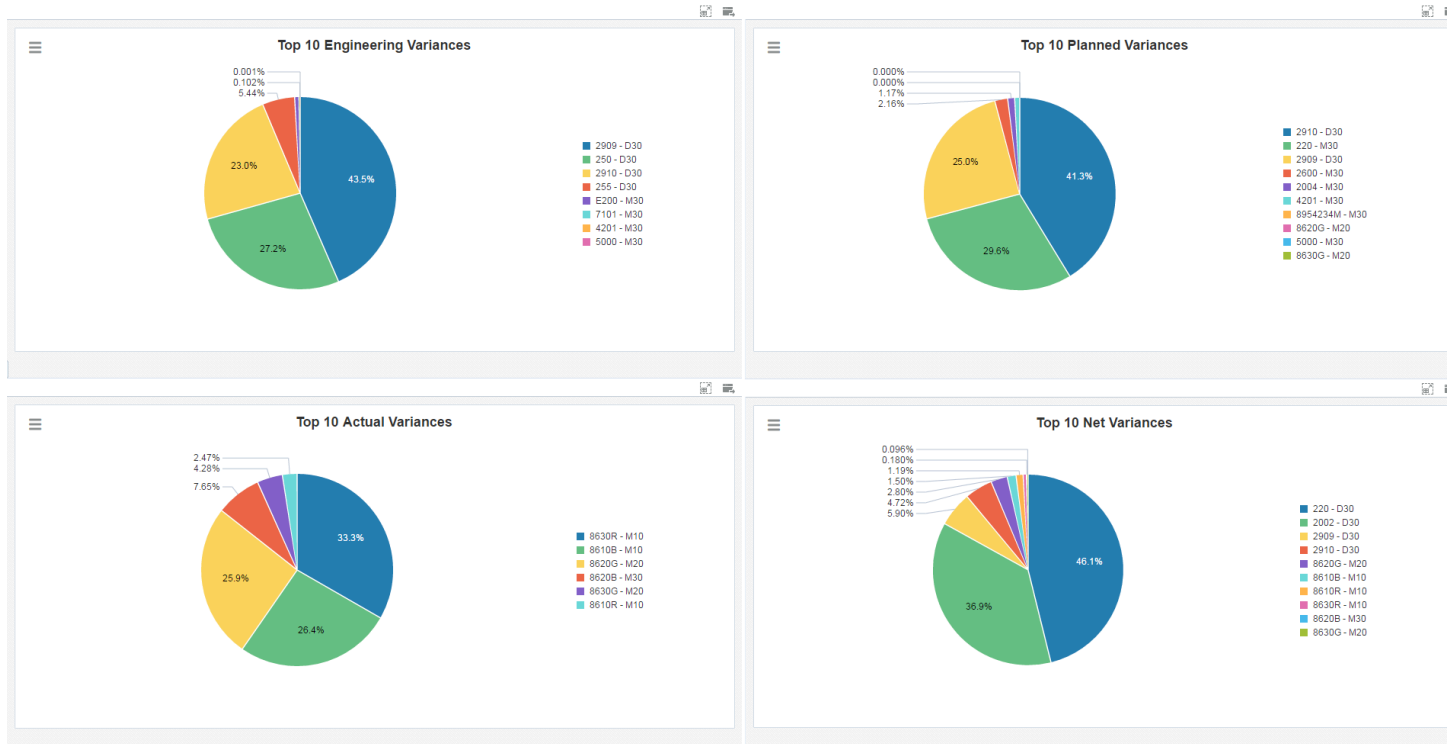 Top 10 Engineering Variances
0.001%
0.102%
5.44%
23.0%
43.5%
27.2%
2909 - D30
250 - D30
2910 - D30
255 - D30
E200 - M30
7101 - M30
4201 - M30
5000 - M30
Top 10 Planned Variances
0.000%
0.000%
1.17%
2.16%
25.0%
41.3%
29.6%
2910 - D30
220 - M30
2909 - D30
2600 - M30
2004 - M30
4201 - M30
8954234M - M30
8620G - M20
5000 - M30
8630G - M20
Top 10 Actual Variances
2.47%
4.28%
7.65%
33.3%
25.9%
26.4%
8630R - M10
8610B - M10
8620G - M20
8620B - M30
8630G - M20
8610R - M10
Top 10 Net Variances
0.096%
0.180%
1.19%
1.50%
2.80%
4.72%
5.90%
46.1%
36.9%
220 - D30
2002 - D30
2909 - D30
2910 - D30
8620G - M20
8610B - M10
8610R - M10
8630R - M10
8620B - M30
8630G - M20